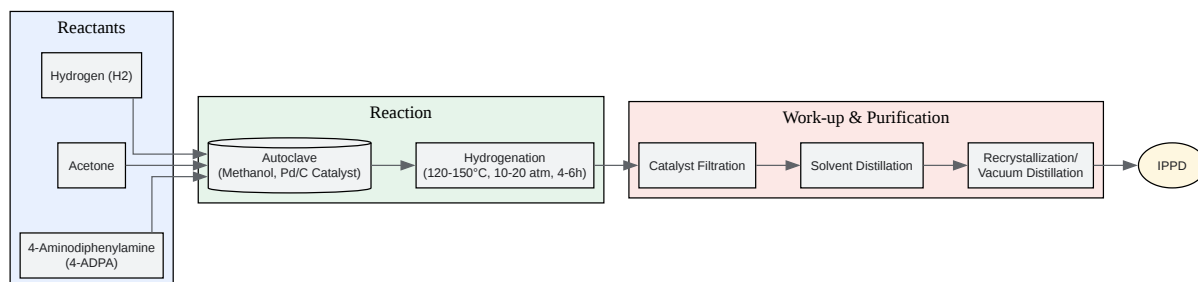 Reactants
Hydrogen (H2)
Acetone
4-Aminodiphenylamine
(4-ADPA)
Reaction
Autoclave
(Methanol, Pd/C Catalyst)
Hydrogenation
(120-150°C, 10-20 atm, 4-6h)
Work-up & Purification
Catalyst Filtration
Solvent Distillation
Recrystallization/
Vacuum Distillation
IPPD